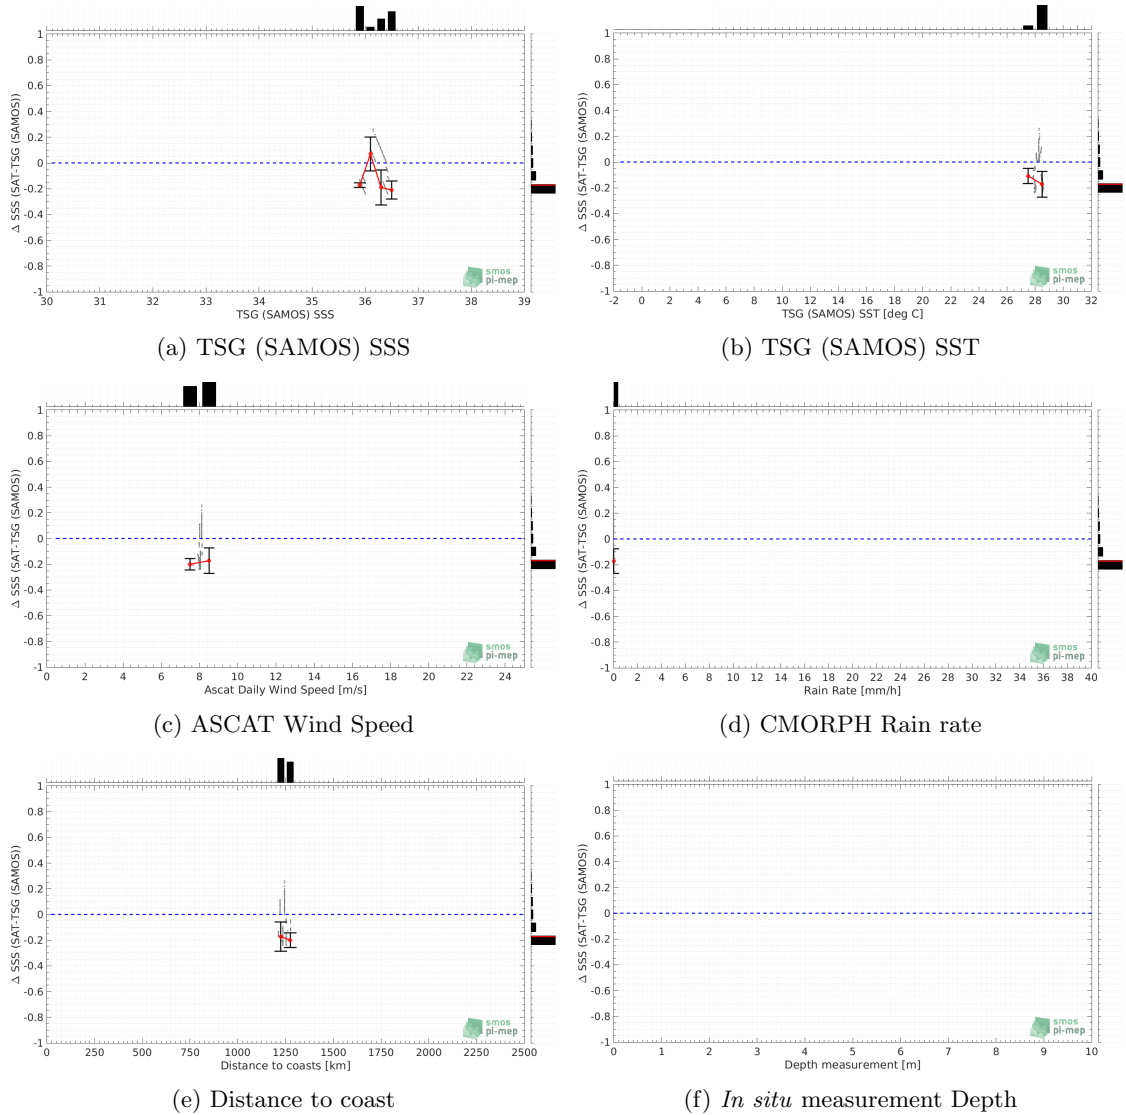 1
0.8
0.6
0.4
0.2
0
-0.2
-0.4
-0.6
-0.8
-1
Δ SSS (SAT-TSG (SAMOS))
30 31 32 33 34 35 36 37 38 39
TSG (SAMOS) SSS
smos
pi-mep
(a) TSG (SAMOS) SSS
1
0.8
0.6
0.4
0.2
0
-0.2
-0.4
-0.6
-0.8
-1
Δ SSS (SAT-TSG (SAMOS))
-2 0 2 4 6 8 10 12 14 16 18 20 22 24 26 28 30 32
TSG (SAMOS) SST [deg C]
smos
pi-mep
(b) TSG (SAMOS) SST
1
0.8
0.6
0.4
0.2
0
-0.2
-0.4
-0.6
-0.8
-1
Δ SSS (SAT-TSG (SAMOS))
0 2 4 6 8 10 12 14 16 18 20 22 24
Ascat Daily Wind Speed [m/s]
smos
pi-mep
(c) ASCAT Wind Speed
1
0.8
0.6
0.4
0.2
0
-0.2
-0.4
-0.6
-0.8
-1
Δ SSS (SAT-TSG (SAMOS))
0 2 4 6 8 10 12 14 16 18 20 22 24 26 28 30 32 34 36 38 40
Rain Rate [mm/h]
smos
pi-mep
(d) CMORPH Rain rate
1
0.8
0.6
0.4
0.2
0
-0.2
-0.4
-0.6
-0.8
-1
Δ SSS (SAT-TSG (SAMOS))
0 250 500 750 1000 1250 1500 1750 2000 2250 2500
Distance to coasts [km]
smos
pi-mep
(e) Distance to coast
1
0.8
0.6
0.4
0.2
0
-0.2
-0.4
-0.6
-0.8
-1
Δ SSS (SAT-TSG (SAMOS))
0 1 2 3 4 5 6 7 8 9 10
Depth measurement [m]
smos
pi-mep
(f) In situ measurement Depth